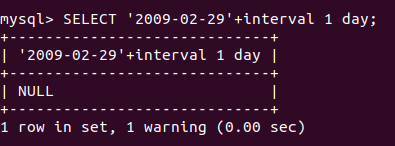 mysql> SELECT '2009-02-29'+interval 1 day;
+-----------------------------+
| '2009-02-29'+interval 1 day |
+-----------------------------+
| NULL                        |
+-----------------------------+
1 row in set, 1 warning (0.00 sec)